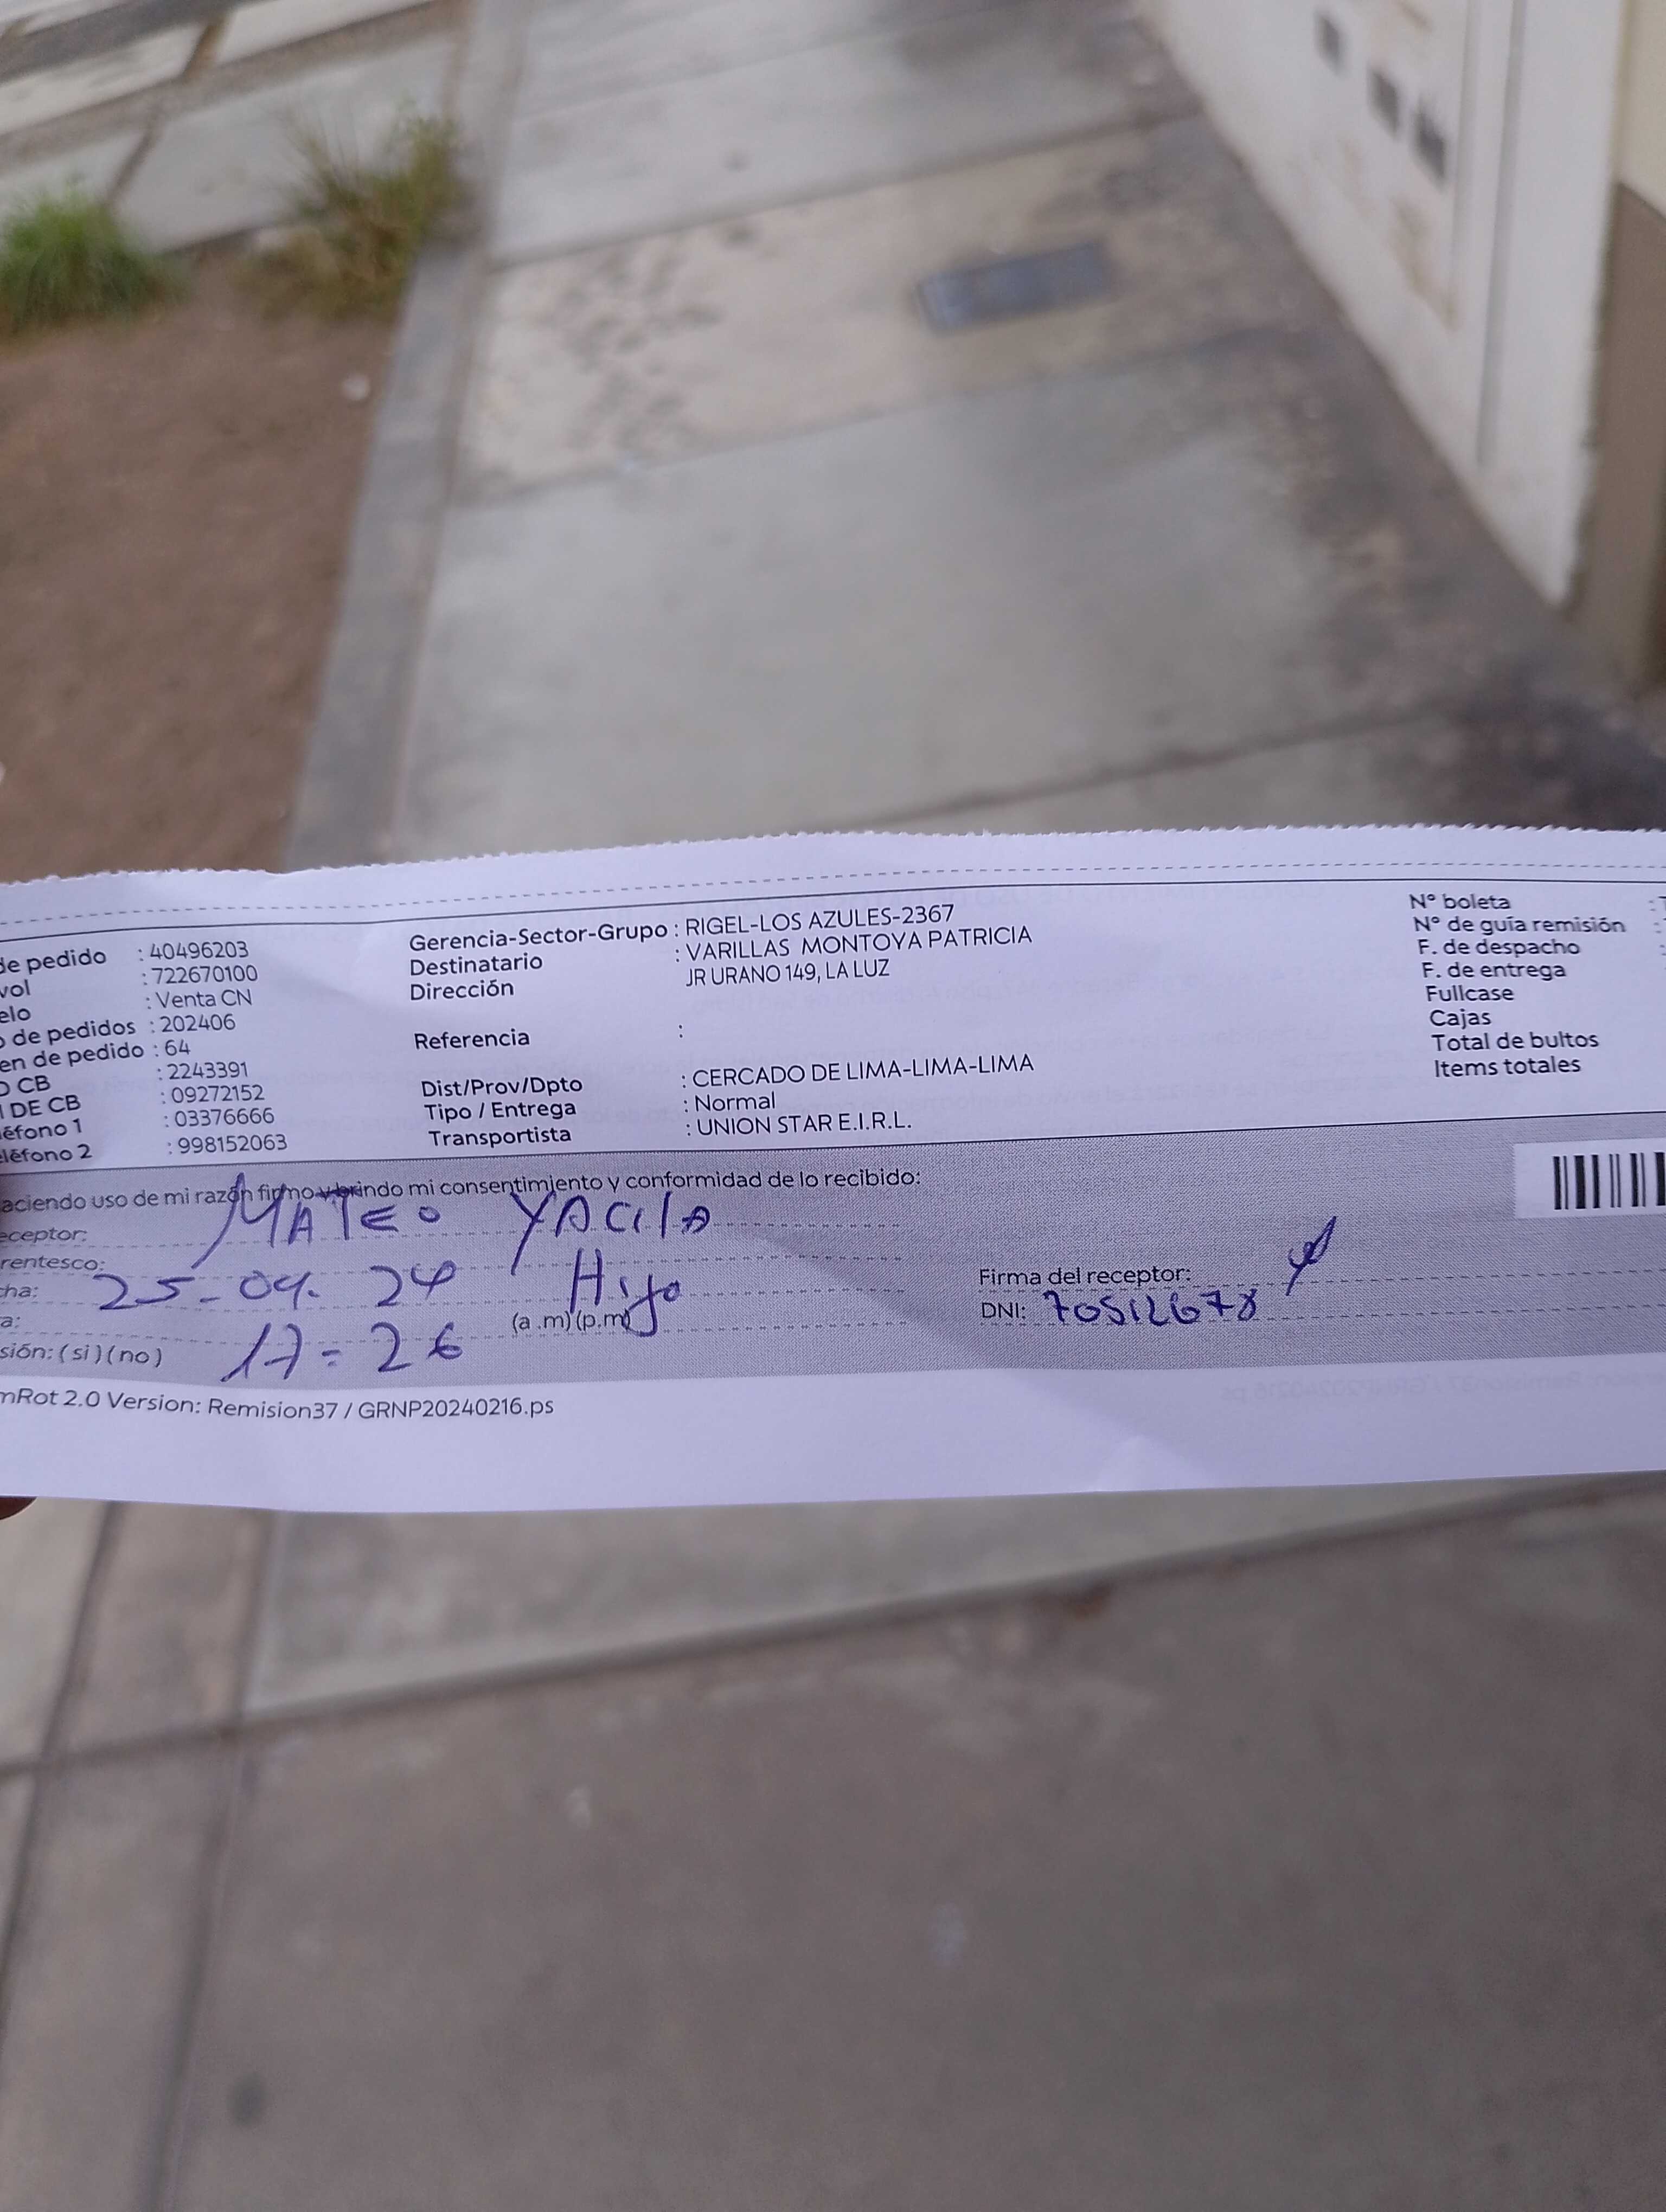 de pedido : 40496203
vol : 722670100
elo : Venta CN
de pedidos : 202406
en de pedido : 64
CB : 2243391
DE CB : 09272152
léfono 1 : 03376666
léfono 2 : 998152063
Gerencia-Sector-Grupo : RIGEL-LOS AZULES-2367
Destinatario : VARILLAS MONTOYA PATRICIA
Dirección JR URANO 149, LA LUZ
Referencia :
Dist/Prov/Dpto : CERCADO DE LIMA-LIMA-LIMA
Tipo / Entrega : Normal
Transportista : UNION STAR E.I.R.L.
N° boleta :
N° de guía remisión :
F. de despacho :
F. de entrega
Fullcase
Cajas
Total de bultos
Items totales
aciendo uso de mi razón firmo y brindo mi consentimiento y conformidad de lo recibido:
eceptor: MATEO YACILA
rentesco: Hijo
cha: 25-04-24
a: 17:26 (a.m)(p.m)
sión: (si)(no)
Firma del receptor:
DNI: 70512678
mRot 2.0 Version: Remision37 / GRNP20240216.ps